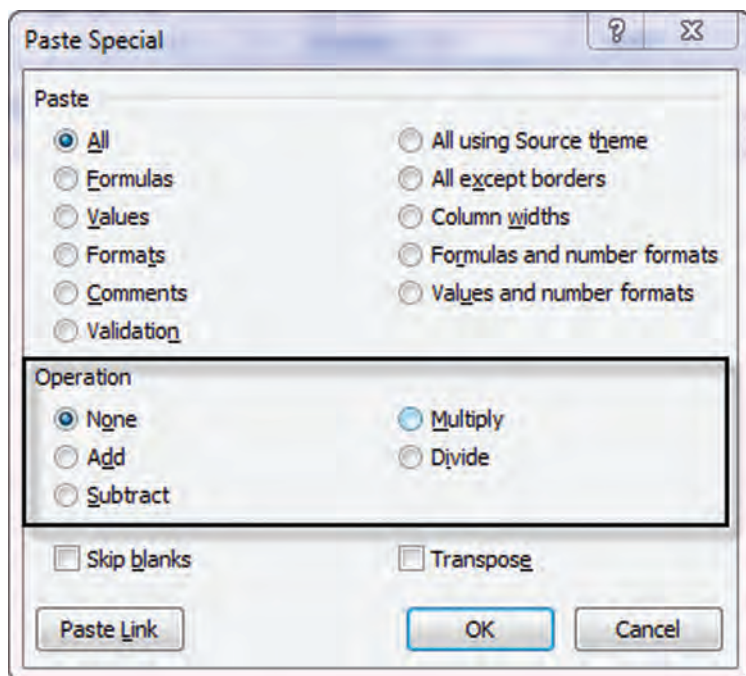 Paste Special
Paste
All
All using Source theme
Formulas
All except borders
Values
Column widths
Formats
Formulas and number formats
Comments
Values and number formats
Validation
Operation
None
Multiply
Add
Divide
Subtract
Skip blanks
Transpose
Paste Link
OK
Cancel